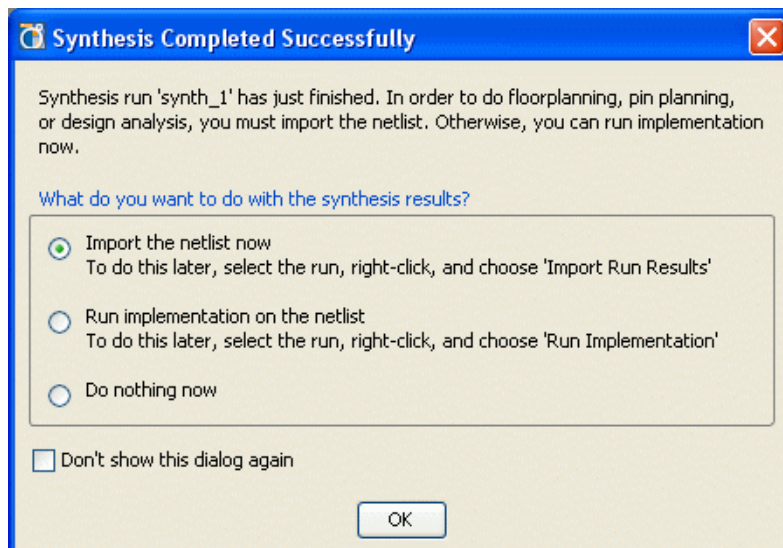 Synthesis Completed Successfully
Synthesis run 'synth_1' has just finished. In order to do floorplanning, pin planning,
or design analysis, you must import the netlist. Otherwise, you can run implementation
now.
What do you want to do with the synthesis results?
Import the netlist now
To do this later, select the run, right-click, and choose 'Import Run Results'
Run implementation on the netlist
To do this later, select the run, right-click, and choose 'Run Implementation'
Do nothing now
Don't show this dialog again
OK